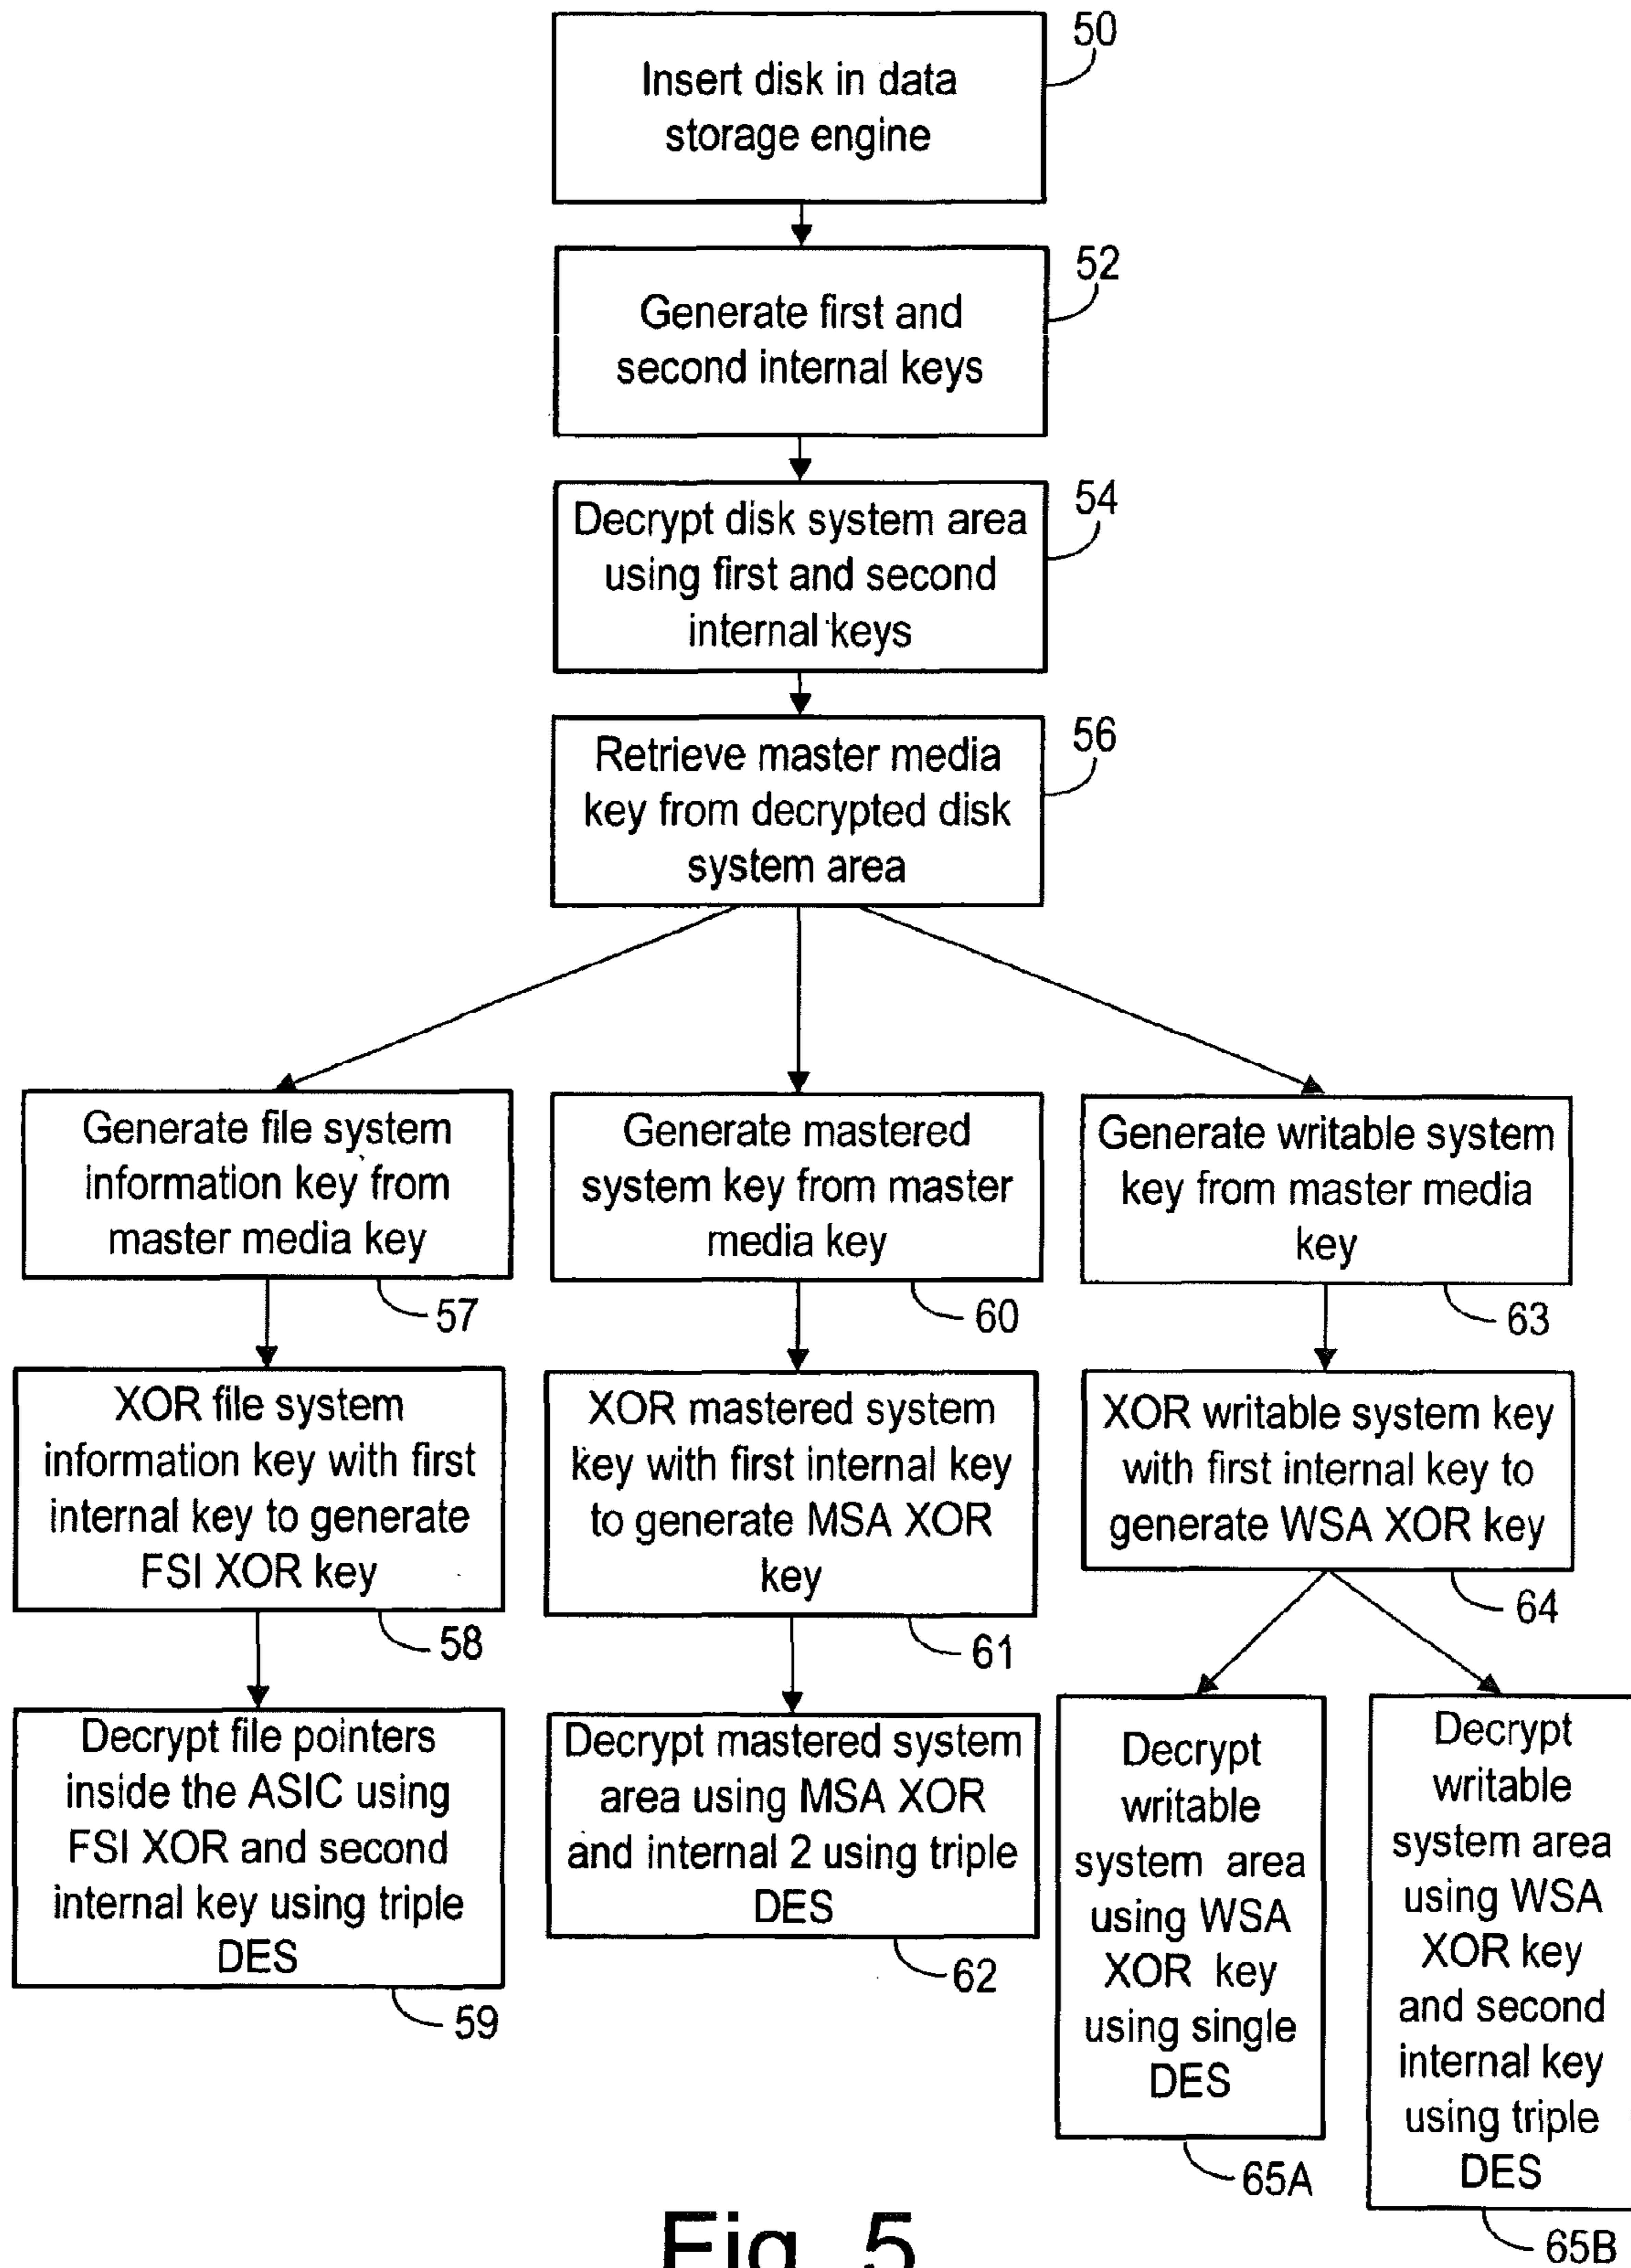 50
Insert disk in data
storage engine
52
Generate first and
second internal keys
54
Decrypt disk system area
using first and second
internal keys
56
Retrieve master media
key from decrypted disk
system area
Generate file system
information key from
master media key
57
Generate mastered
system key from master
media key
60
Generate writable system
key from master media
key
63
XOR file system
information key with first
internal key to generate
FSI XOR key
58
XOR mastered system
key with first internal key
to generate MSA XOR
key
61
XOR writable system key
with first internal key to
generate WSA XOR key
64
Decrypt file pointers
inside the ASIC using
FSI XOR and second
internal key using triple
DES
59
Decrypt mastered system
area using MSA XOR
and internal 2 using triple
DES
62
Decrypt
writable
system area
using WSA
XOR key
using single
DES
65A
Decrypt
writable
system area
using WSA
XOR key
and second
internal key
using triple
DES
65B
Fig. 5